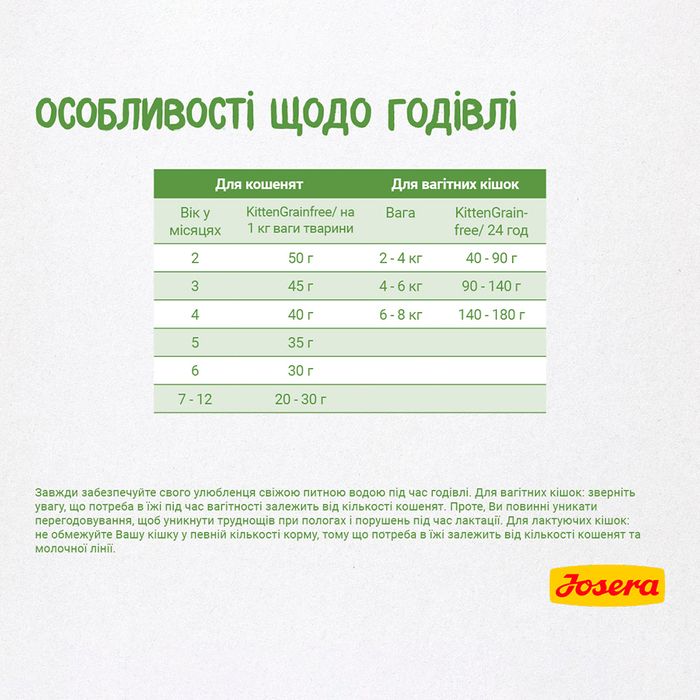 ОСОБЛИВОСТІ ЩОДО ГОДІВЛІ
Для кошенят Для вагітних кішок
Вік у місяцях KittenGrainfree/ на 1 кг ваги тварини Вага KittenGrain-free/ 24 год
2 50 г 2 - 4 кг 40 - 90 г
3 45 г 4 - 6 кг 90 - 140 г
4 40 г 6 - 8 кг 140 - 180 г
5 35 г
6 30 г
7 - 12 20 - 30 г
Завжди забезпечуйте свого улюбленця свіжою питною водою під час годівлі. Для вагітних кішок: зверніть
увагу, що потреба в їжі під час вагітності залежить від кількості кошенят. Проте, Ви повинні уникати
перегодовування, щоб уникнути труднощів при пологах і порушень під час лактації. Для лактуючих кішок:
не обмежуйте Вашу кішку у певній кількості корму, тому що потреба в їжі залежить від кількості кошенят та
молочної лінії.
Josera